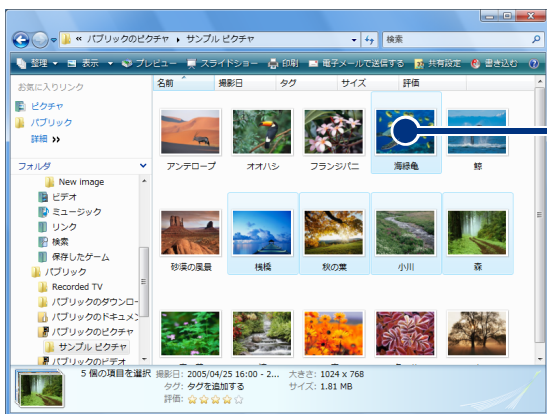 « パブリックのピクチャ ▸ サンプル ピクチャ
検索
整理 表示 プレビュー スライドショー 印刷 電子メールで送信する 共有設定 書き込む
お気に入りリンク
ピクチャ
パブリック
詳細 »
フォルダ
New image
ビデオ
ミュージック
リンク
検索
保存したゲーム
パブリック
Recorded TV
パブリックのダウンロー
パブリックのドキュメン
パブリックのピクチャ
サンプル ピクチャ
パブリックのビデオ
名前 撮影日 タグ サイズ 評価
アンテロープ オオハシ フランジパニ 海緑亀 鯨
砂漠の風景 桟橋 秋の葉 小川 森
5 個の項目を選択 撮影日: 2005/04/25 16:00 - 2... 大きさ: 1024 x 768
タグ: タグを追加する サイズ: 1.81 MB
評価: